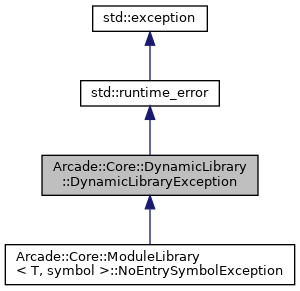 std::exception
std::runtime_error
Arcade::Core::DynamicLibrary
::DynamicLibraryException
Arcade::Core::ModuleLibrary
< T, symbol >::NoEntrySymbolException